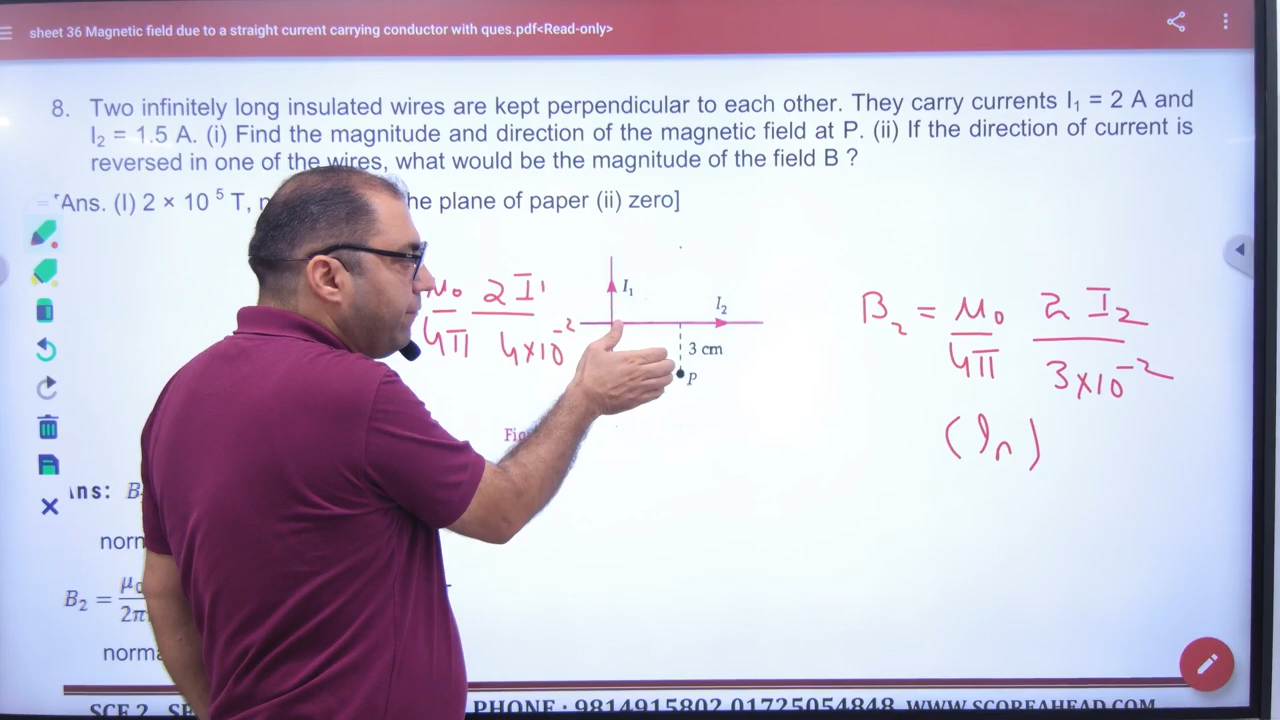 sheet 36 Magnetic field due to a straight current carrying conductor with ques.pdf<Read-only>
8. Two infinitely long insulated wires are kept perpendicular to each other. They carry currents I₁ = 2 A and
I₂ = 1.5 A. (i) Find the magnitude and direction of the magnetic field at P. (ii) If the direction of current is
reversed in one of the wires, what would be the magnitude of the field B ?
Ans. (I) 2 × 10 ⁵ T, he plane of paper (ii) zero]
μ₀/4π 2I₁/4×10⁻²
I₁
I₂
3 cm
P
B₂ = μ₀/4π 2I₂/3×10⁻²
(In)
Fig
ns: B
norm
B₂ = μ₀/2π
norma
SCF 2 PHONE : 9814915802 01725054848 WWW.SCOREAHEAD.COM